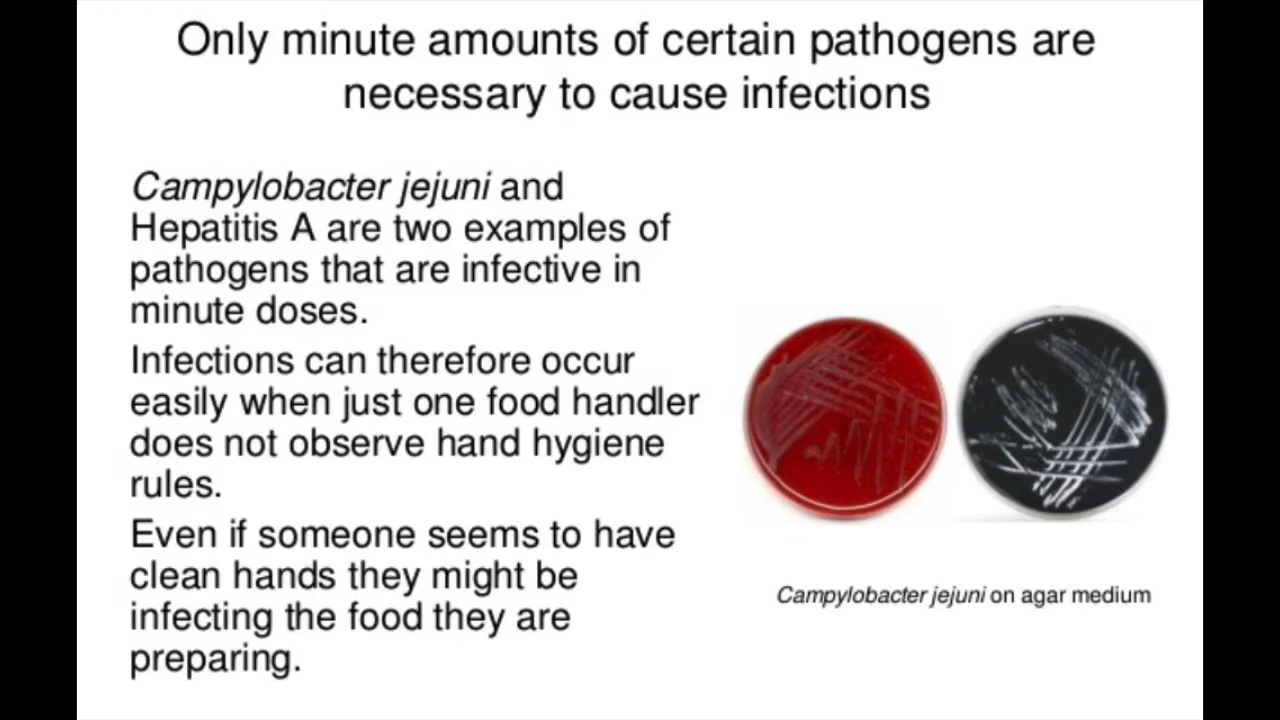 Only minute amounts of certain pathogens are
necessary to cause infections
Campylobacter jejuni and
Hepatitis A are two examples of
pathogens that are infective in
minute doses.
Infections can therefore occur
easily when just one food handler
does not observe hand hygiene
rules.
Even if someone seems to have
clean hands they might be
infecting the food they are
preparing.
Campylobacter jejuni on agar medium